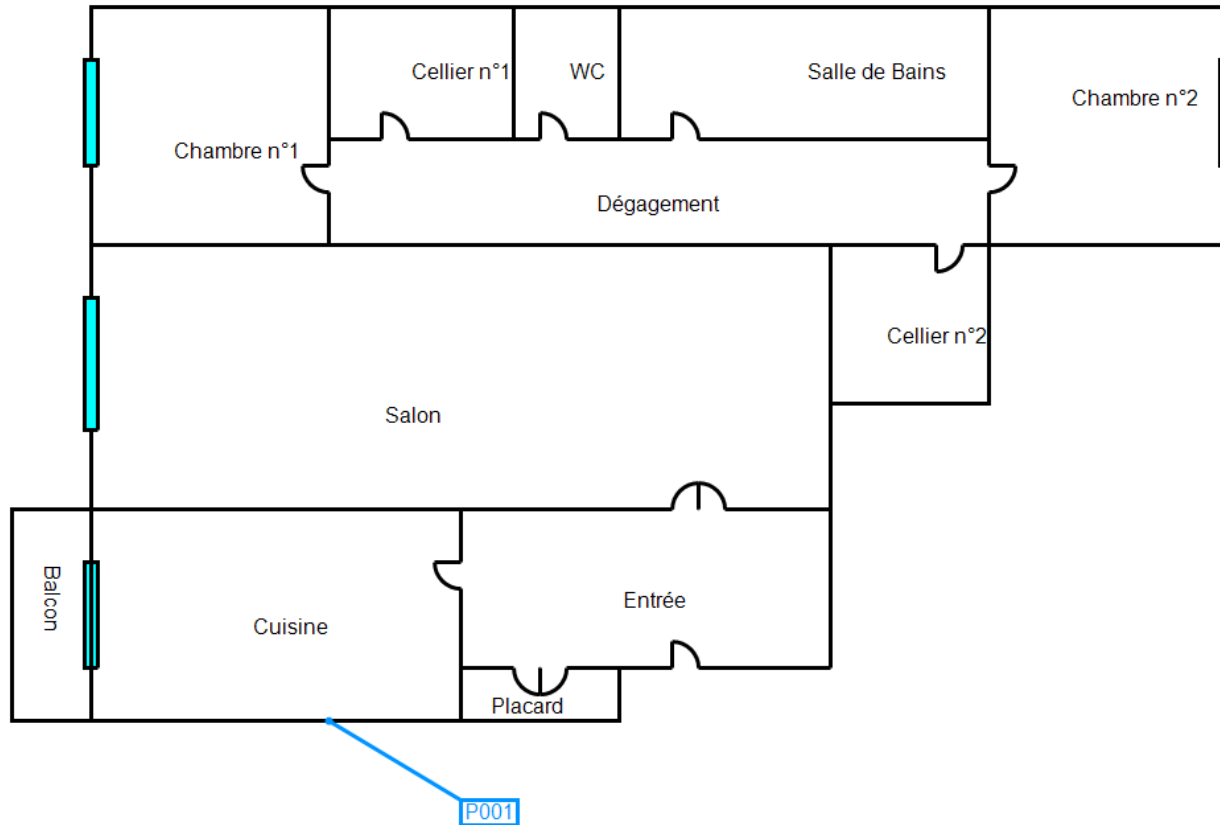 Cellier n°1
WC
Salle de Bains
Chambre n°2
Chambre n°1
Dégagement
Cellier n°2
Salon
Balcon
Entrée
Cuisine
Placard
P001